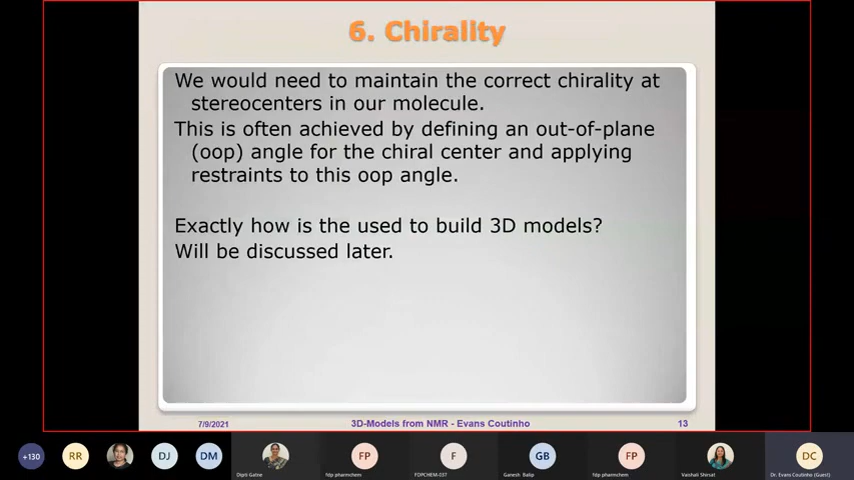 6. Chirality
We would need to maintain the correct chirality at
stereocenters in our molecule.
This is often achieved by defining an out-of-plane
(oop) angle for the chiral center and applying
restraints to this oop angle.
Exactly how is the used to build 3D models?
Will be discussed later.
7/9/2021 3D-Models from NMR - Evans Coutinho 13
+130 RR DJ DM FP F GB FP DC
Dipti Gatne fdp pharmchem FDPCHEM-037 Ganesh Balip fdp pharmchem Vaishali Shirsat Dr. Evans Coutinho (Guest)